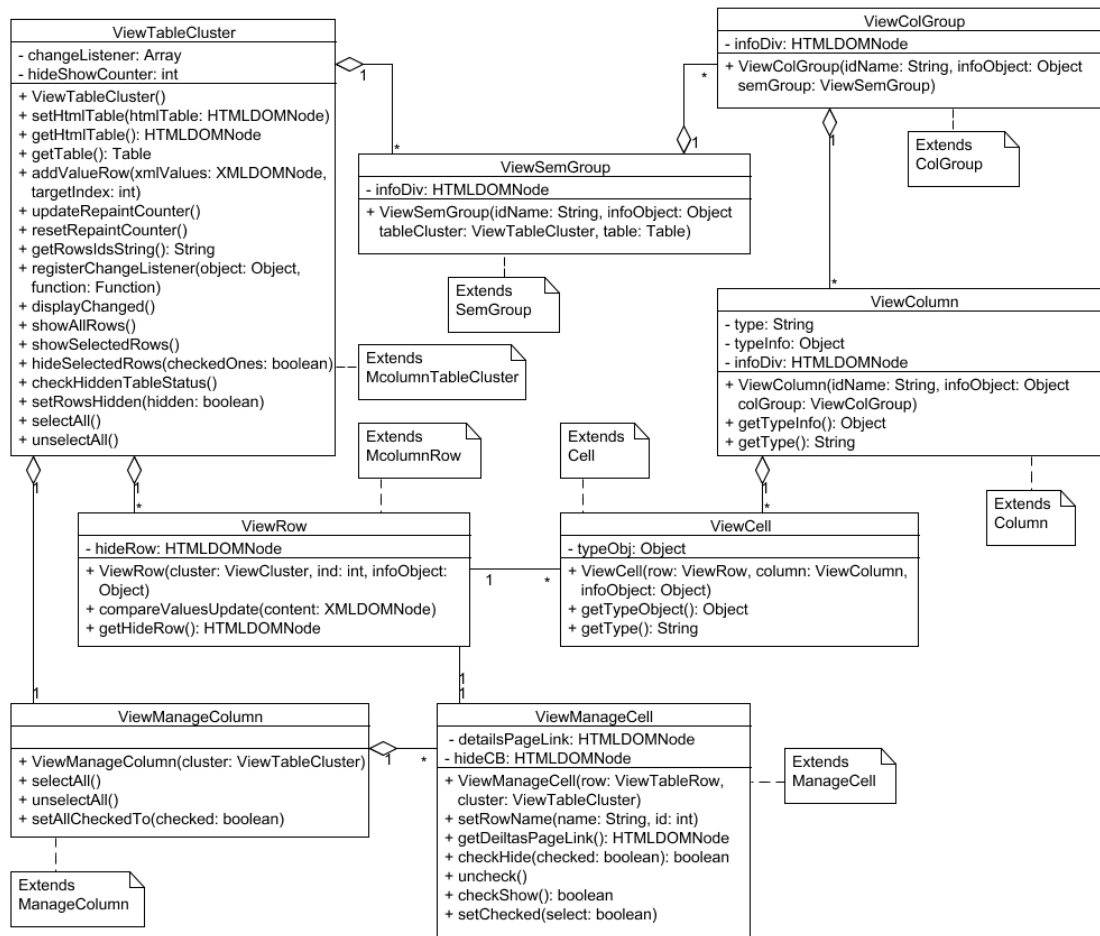 ViewTableCluster
- changeListener: Array
- hideShowCounter: int
+ ViewTableCluster()
+ setHtmlTable(htmlTable: HTMLDOMNode)
+ getHtmlTable(): HTMLDOMNode
+ getTable(): Table
+ addValueRow(xmlValues: XMLDOMNode,
targetIndex: int)
+ updateRepaintCounter()
+ resetRepaintCounter()
+ getRowsIdsString(): String
+ registerChangeListener(object: Object,
function: Function)
+ displayChanged()
+ showAllRows()
+ showSelectedRows()
+ hideSelectedRows(checkedOnes: boolean)
+ checkHiddenTableStatus()
+ setRowsHidden(hidden: boolean)
+ selectAll()
+ unselectAll()
1
*
ViewSemGroup
- infoDiv: HTMLDOMNode
+ ViewSemGroup(idName: String, infoObject: Object
tableCluster: ViewTableCluster, table: Table)
Extends
SemGroup
1
*
ViewColGroup
- infoDiv: HTMLDOMNode
+ ViewColGroup(idName: String, infoObject: Object
semGroup: ViewSemGroup)
Extends
ColGroup
1
*
ViewColumn
- type: String
- typeInfo: Object
- infoDiv: HTMLDOMNode
+ ViewColumn(idName: String, infoObject: Object
colGroup: ViewColGroup)
+ getTypeInfo(): Object
+ getType(): String
Extends
Column
Extends
McolumnTableCluster
Extends
McolumnRow
Extends
Cell
1
1
*
1
*
ViewRow
- hideRow: HTMLDOMNode
+ ViewRow(cluster: ViewCluster, ind: int, infoObject:
Object)
+ compareValuesUpdate(content: XMLDOMNode)
+ getHideRow(): HTMLDOMNode
1
*
ViewCell
- typeObj: Object
+ ViewCell(row: ViewRow, column: ViewColumn,
infoObject: Object)
+ getTypeObject(): Object
+ getType(): String
1
1
1
ViewManageColumn
+ ViewManageColumn(cluster: ViewTableCluster)
+ selectAll()
+ unselectAll()
+ setAllCheckedTo(checked: boolean)
Extends
ManageColumn
1
*
ViewManageCell
- detailsPageLink: HTMLDOMNode
- hideCB: HTMLDOMNode
+ ViewManageCell(row: ViewTableRow,
cluster: ViewTableCluster)
+ setRowName(name: String, id: int)
+ getDeiltasPageLink(): HTMLDOMNode
+ checkHide(checked: boolean): boolean
+ uncheck()
+ checkShow(): boolean
+ setChecked(select: boolean)
Extends
ManageCell